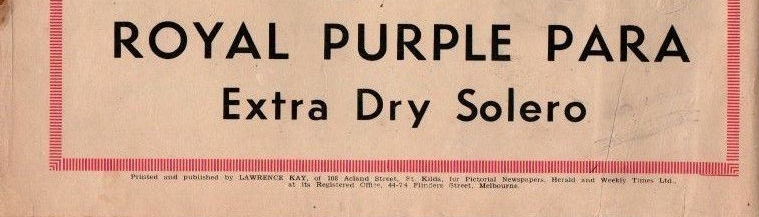 ROYAL PURPLE PARA
Extra Dry Solero
Printed and published by LAWRENCE KAY, of 108 Acland Street, St. Kilda, for Pictorial Newspapers, Herald and Weekly Times Ltd.,
at its Registered Office, 44-74 Flinders Street, Melbourne.